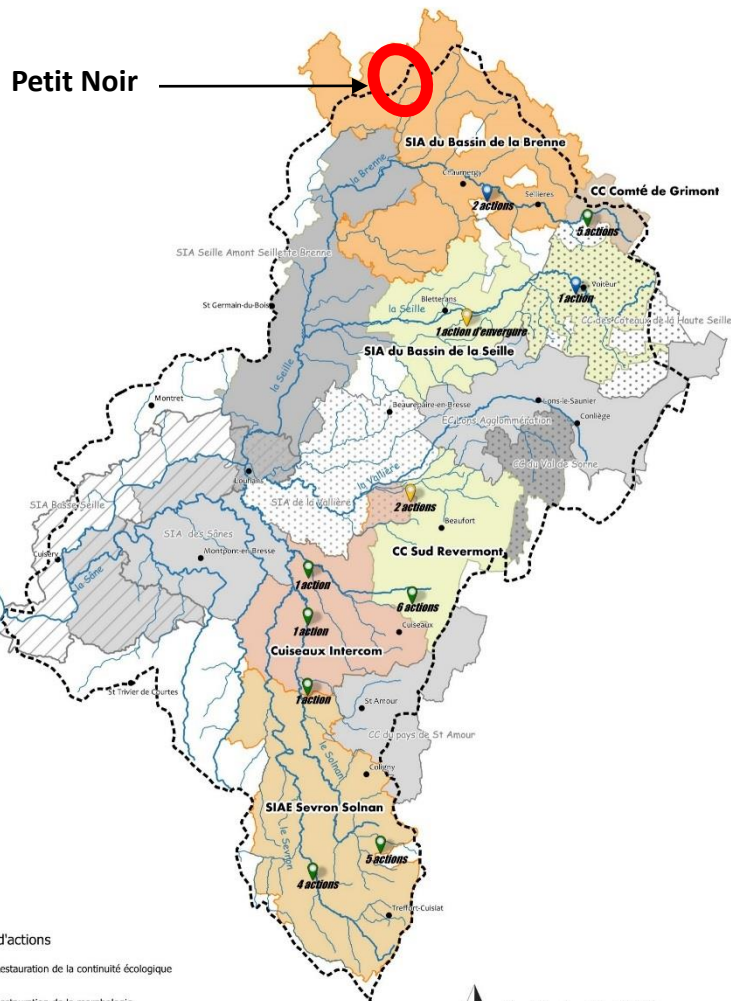 Petit Noir
SIA du Bassin de la Brenne
la Brenne
Chaumergy
CC Comté de Grimont
2 actions
Sellières
5 actions
SIA Seille Amont Seillette Brenne
Voiteur
1 action
St Germain-du-Bois
Bletterans
la Seille
1 action d'envergure
CC des Coteaux de la Haute Seille
SIA du Bassin de la Seille
la Seille
Montret
Beaurepaire-en-Bresse
Lons-le-Saunier
EC Lons Agglomération
Conliège
CC du Val de Sorne
Louhans
la Vallière
SIA Basse Seille
SIA de la Vallière
2 actions
Beaufort
SIA des Sânes
Cuisery
Montpont-en-Bresse
CC Sud Revermont
la Sâne
1 action
6 actions
1 action
Cuiseaux
Cuiseaux Intercom
St Trivier de Courtes
1 action
St Amour
CC du pays de St Amour
le Solnan
Coligny
SIAE Sevron Solnan
le Sevron
5 actions
4 actions
Treffort-Cuisiat
d'actions
estauration de la continuité écologique